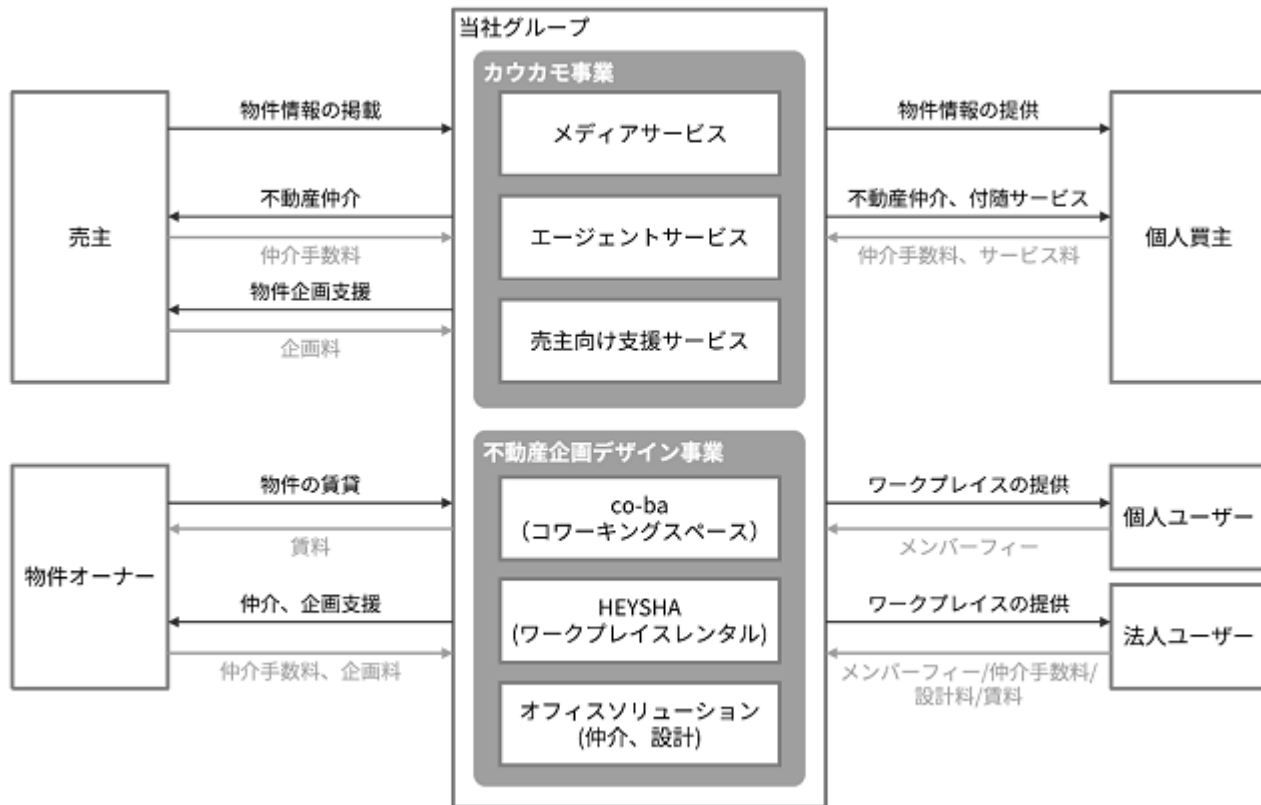 当社グループ
カウカモ事業
メディアサービス
エージェントサービス
売主向け支援サービス
売主
物件情報の掲載
不動産仲介
仲介手数料
物件企画支援
企画料
物件情報の提供
不動産仲介、付随サービス
仲介手数料、サービス料
個人買主
不動産企画デザイン事業
co-ba
（コワーキングスペース）
HEYSHA
(ワークプレイスレンタル)
オフィスソリューション
(仲介、設計)
物件オーナー
物件の賃貸
賃料
仲介、企画支援
仲介手数料、企画料
ワークプレイスの提供
メンバーフィー
個人ユーザー
ワークプレイスの提供
メンバーフィー/仲介手数料/
設計料/賃料
法人ユーザー